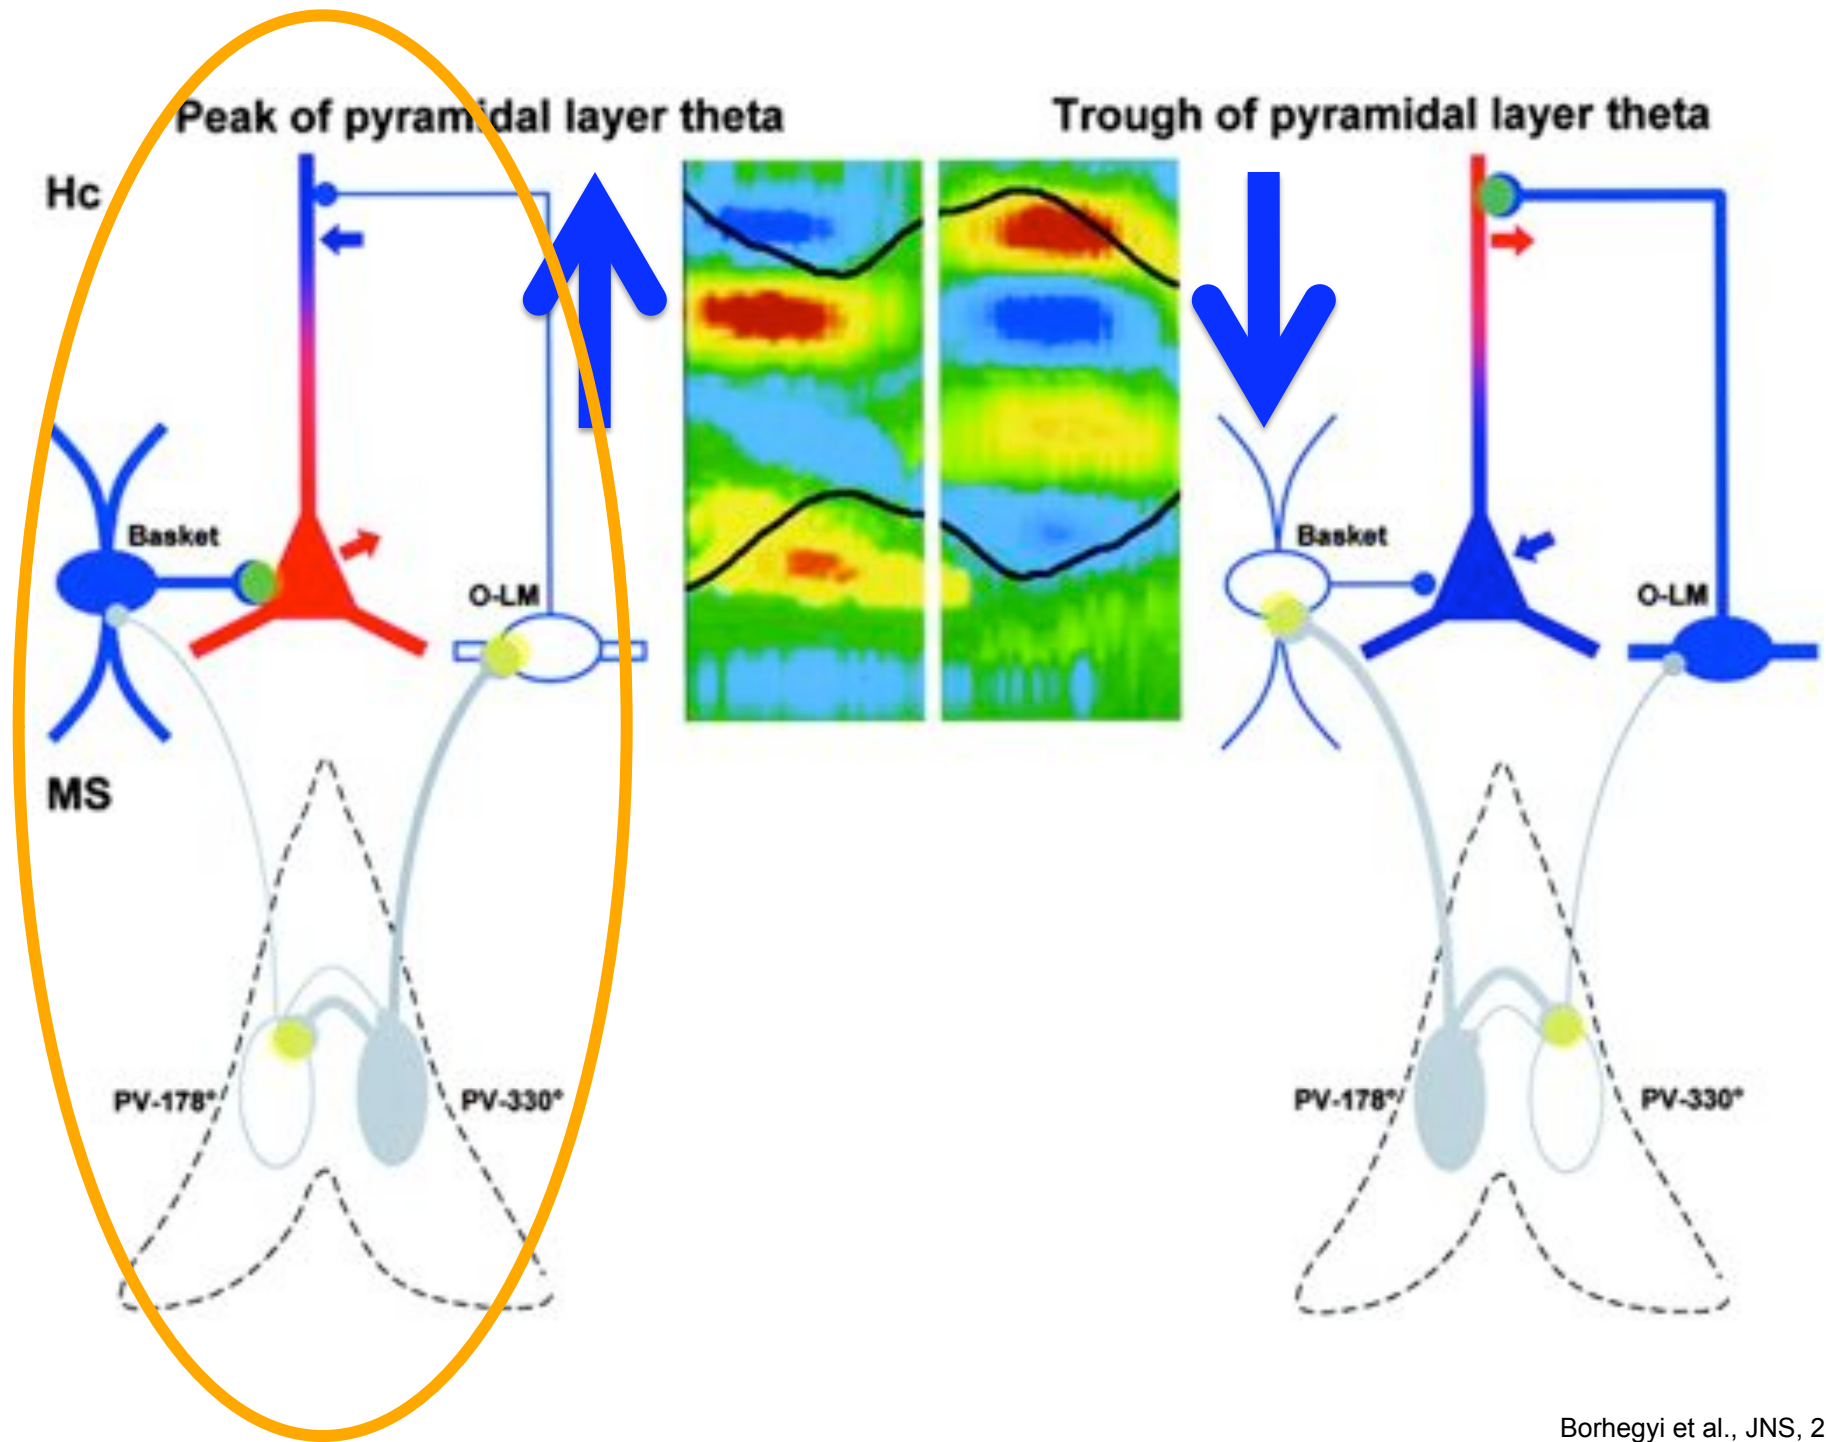 Peak of pyramidal layer theta
Trough of pyramidal layer theta
Hc
Basket
O-LM
Basket
O-LM
MS
PV-178°
PV-330°
PV-178°
PV-330°
Borhegyi et al., JNS, 2